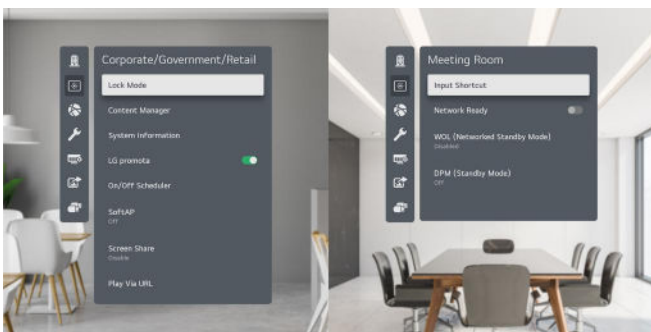 Corporate/Government/Retail
Lock Mode
Content Manager
System Information
LG promota
On/Off Scheduler
SoftAP
Off
Screen Share
Disable
Play Via URL
Meeting Room
Input Shortcut
Network Ready
WOL (Networked Standby Mode)
Disabled
DPM (Standby Mode)
Off